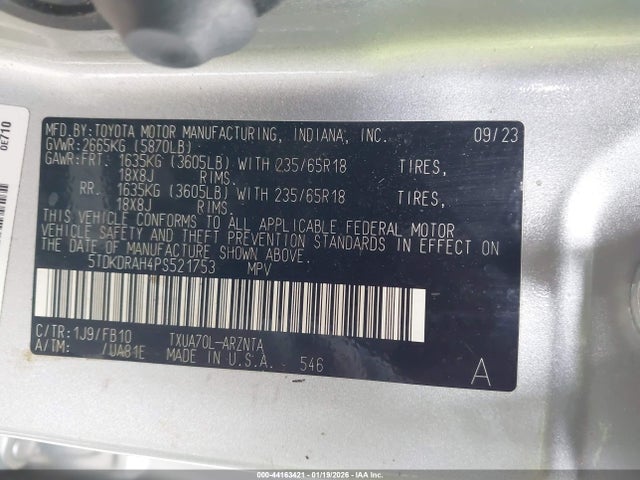 MFD.BY:TOYOTA MOTOR MANUFACTURING, INDIANA, INC. 09/23
GVWR:2665KG (5870LB)
GAWR:FRT. 1635KG (3605LB) WITH 235/65R18 TIRES,
18X8J RIMS.
RR. 1635KG (3605LB) WITH 235/65R18 TIRES,
18X8J RIMS.
THIS VEHICLE CONFORMS TO ALL APPLICABLE FEDERAL MOTOR
VEHICLE SAFETY AND THEFT PREVENTION STANDARDS IN EFFECT ON
THE DATE OF MANUFACTURE SHOWN ABOVE.
5TDKDRAH4PS521753 MPV
C/TR:1J9/FB10 TXUA70L-ARZNTA
A/TM: /UA81E MADE IN U.S.A. 546
A
0E710
000-44163421 - 01/19/2026 - IAAI.COM